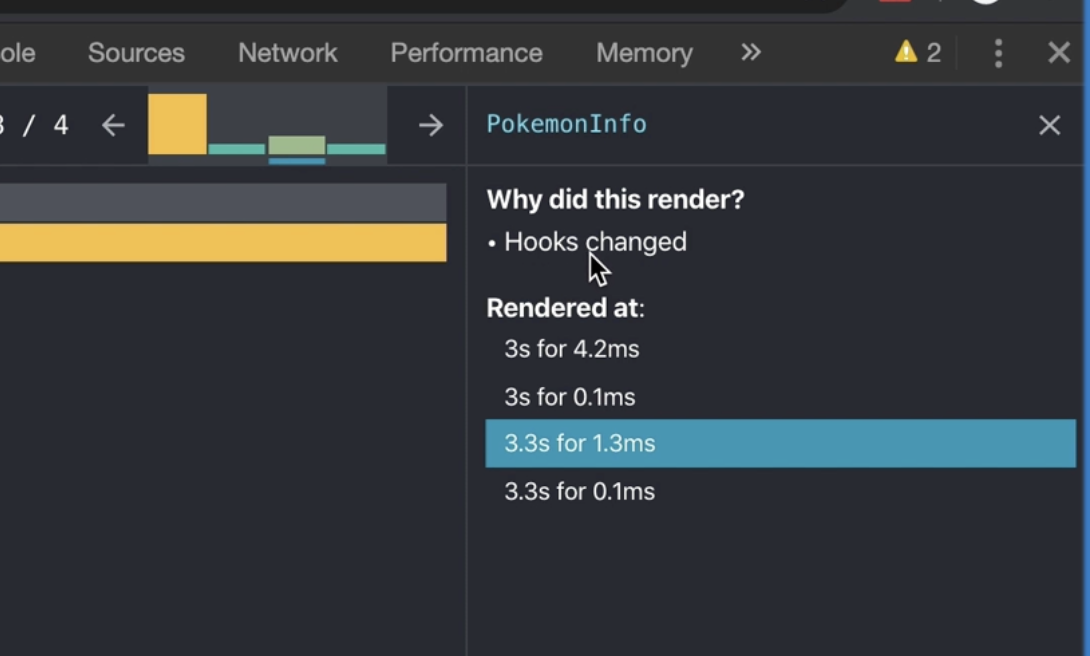 ole Sources Network Performance Memory » 2
3 / 4 ← → PokemonInfo
Why did this render?
• Hooks changed
Rendered at:
3s for 4.2ms
3s for 0.1ms
3.3s for 1.3ms
3.3s for 0.1ms